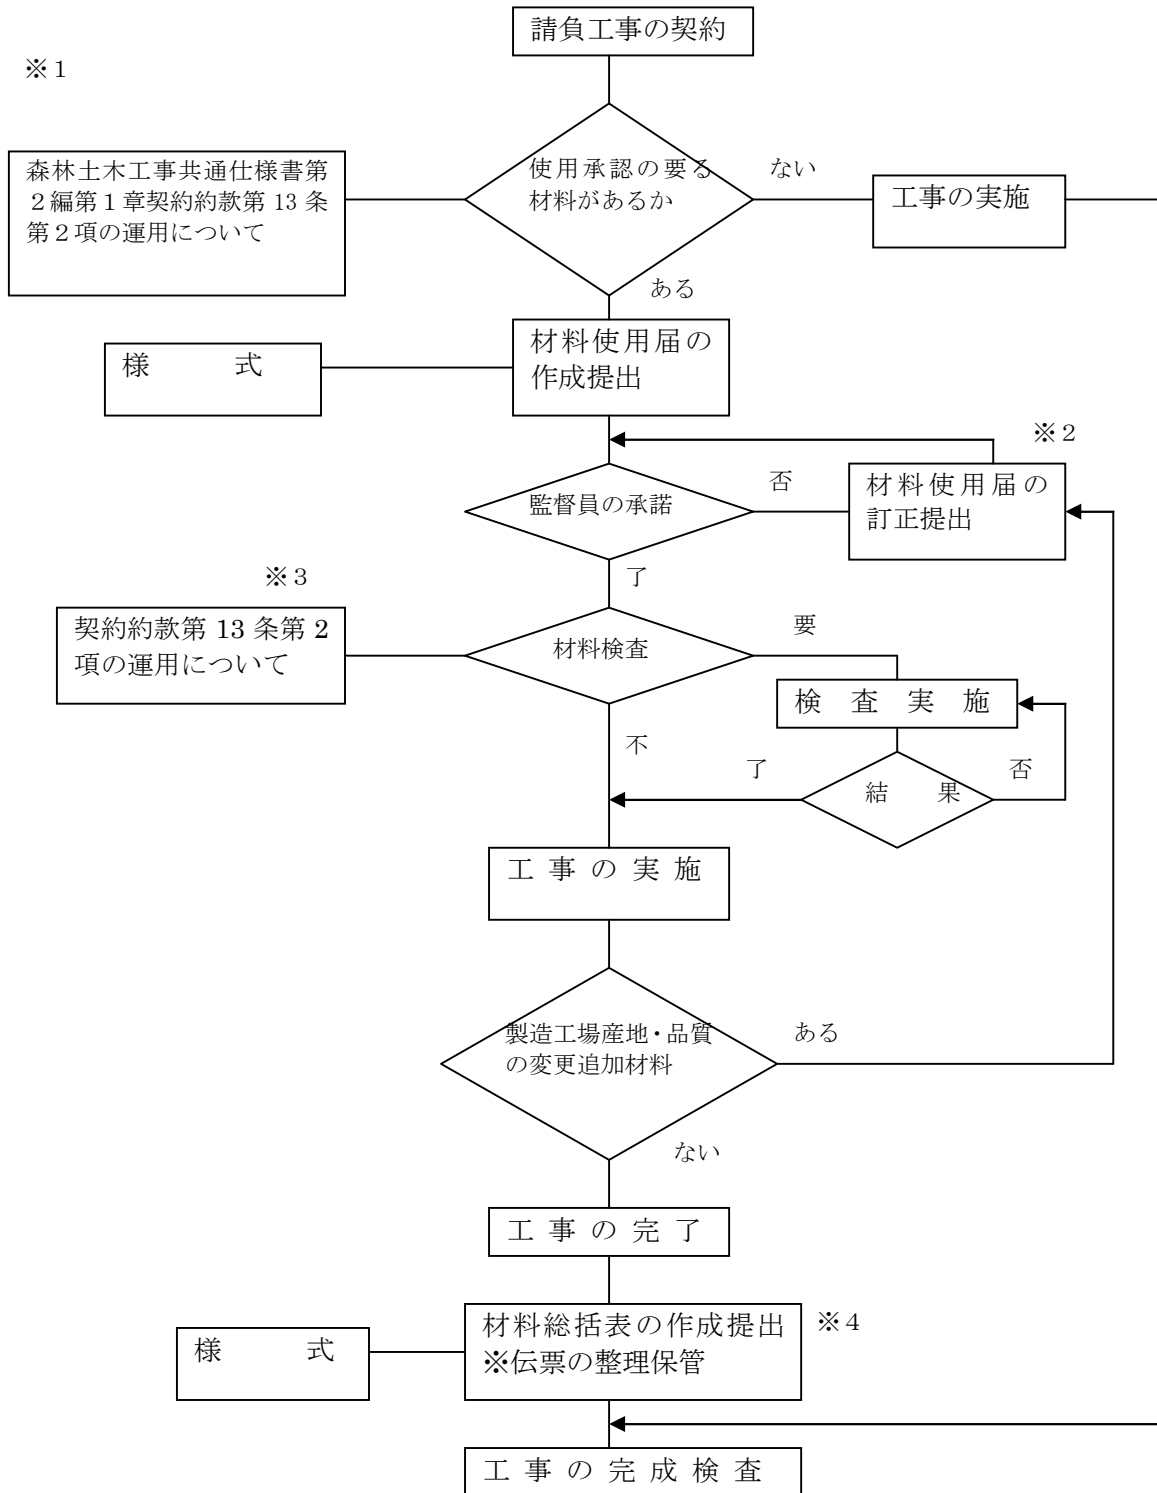 請負工事の契約
※１
森林土木工事共通仕様書第
２編第１章契約約款第 13 条
第２項の運用について
使用承認の要る
材料があるか
ない
工事の実施
ある
様　　　式
材料使用届の
作成提出
※２
監督員の承諾
否
材料使用届の
訂正提出
了
※３
契約約款第 13 条第 2
項の運用について
材料検査
要
検　査　実　施
不
了
結　　果
否
工 事 の 実 施
製造工場産地・品質
の変更追加材料
ある
ない
工 事 の 完 了
様　　　式
材料総括表の作成提出
※伝票の整理保管
※４
工 事 の 完 成 検 査